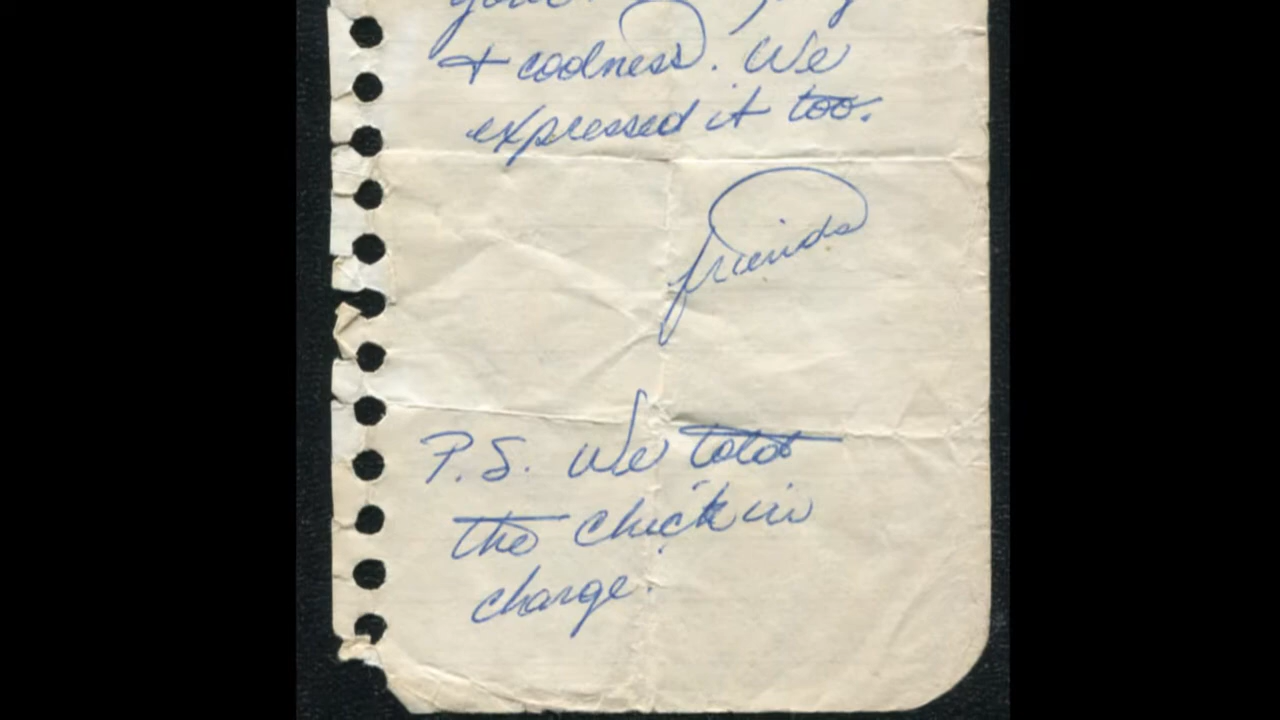 + coolness. We
expressed it too.
friends
P.S. We told
the chick in
charge.